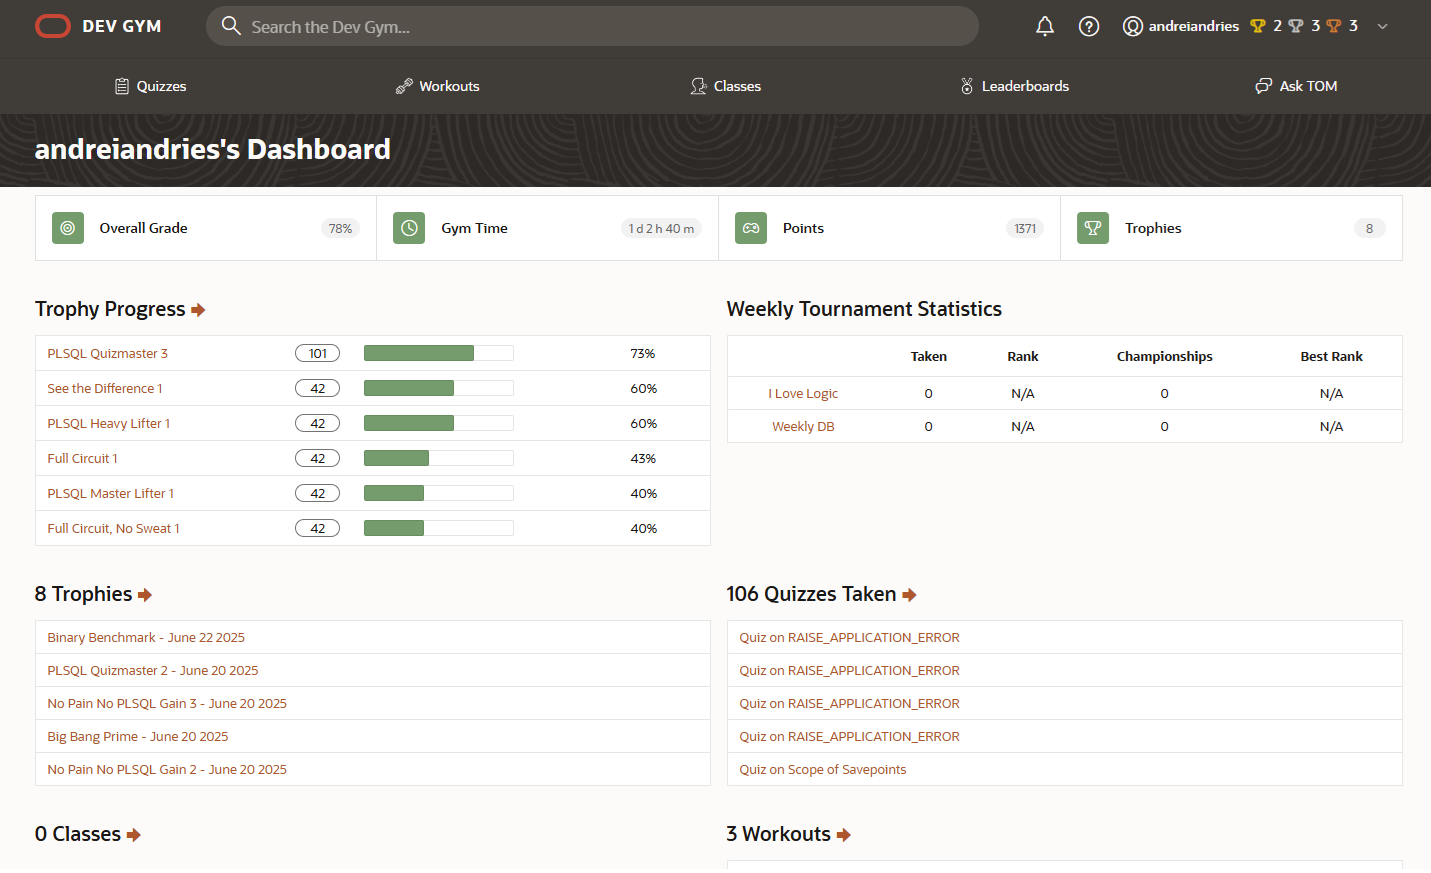 DEV GYM
Search the Dev Gym...
andreiandries 2 3 3
Quizzes Workouts Classes Leaderboards Ask TOM
andreiandries's Dashboard
Overall Grade 78% Gym Time 1 d 2 h 40 m Points 1371 Trophies 8
Trophy Progress
PLSQL Quizmaster 3 101 73%
See the Difference 1 42 60%
PLSQL Heavy Lifter 1 42 60%
Full Circuit 1 42 43%
PLSQL Master Lifter 1 42 40%
Full Circuit, No Sweat 1 42 40%
Weekly Tournament Statistics
Taken Rank Championships Best Rank
I Love Logic 0 N/A 0 N/A
Weekly DB 0 N/A 0 N/A
8 Trophies
Binary Benchmark - June 22 2025
PLSQL Quizmaster 2 - June 20 2025
No Pain No PLSQL Gain 3 - June 20 2025
Big Bang Prime - June 20 2025
No Pain No PLSQL Gain 2 - June 20 2025
106 Quizzes Taken
Quiz on RAISE_APPLICATION_ERROR
Quiz on RAISE_APPLICATION_ERROR
Quiz on RAISE_APPLICATION_ERROR
Quiz on RAISE_APPLICATION_ERROR
Quiz on Scope of Savepoints
0 Classes
3 Workouts